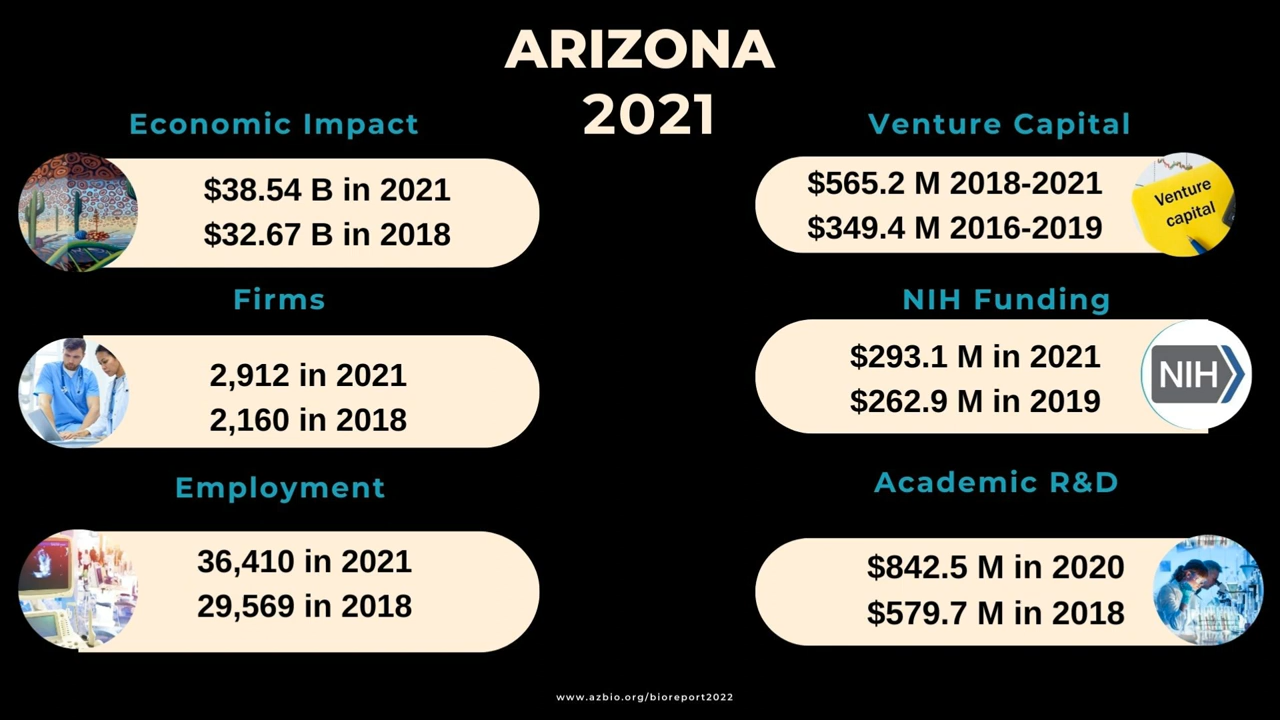 ARIZONA
2021
Economic Impact
$38.54 B in 2021
$32.67 B in 2018
Firms
2,912 in 2021
2,160 in 2018
Employment
36,410 in 2021
29,569 in 2018
Venture Capital
$565.2 M 2018-2021
$349.4 M 2016-2019
Venture
capital
NIH Funding
$293.1 M in 2021
$262.9 M in 2019
NIH
Academic R&D
$842.5 M in 2020
$579.7 M in 2018
www.azbio.org/bioreport2022